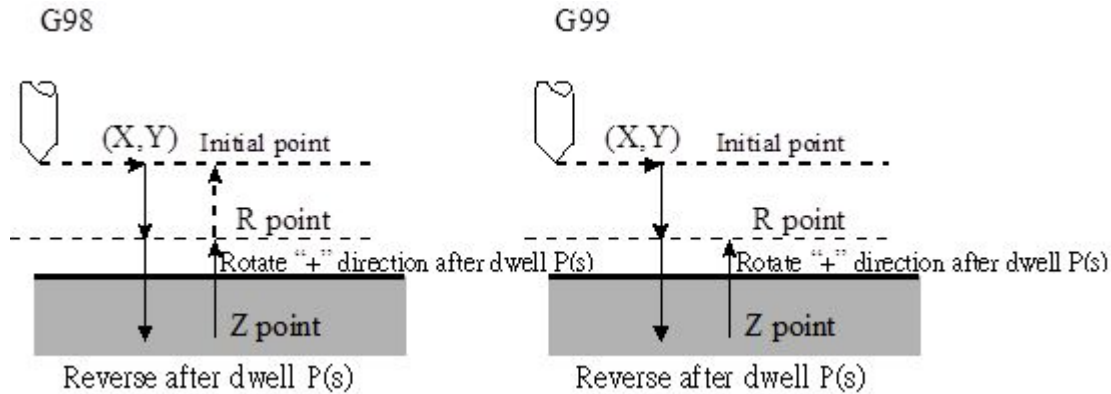 G98
(X,Y) Initial point
R point
Rotate “+” direction after dwell P(s)
Z point
Reverse after dwell P(s)
G99
(X,Y) Initial point
R point
Rotate “+” direction after dwell P(s)
Z point
Reverse after dwell P(s)